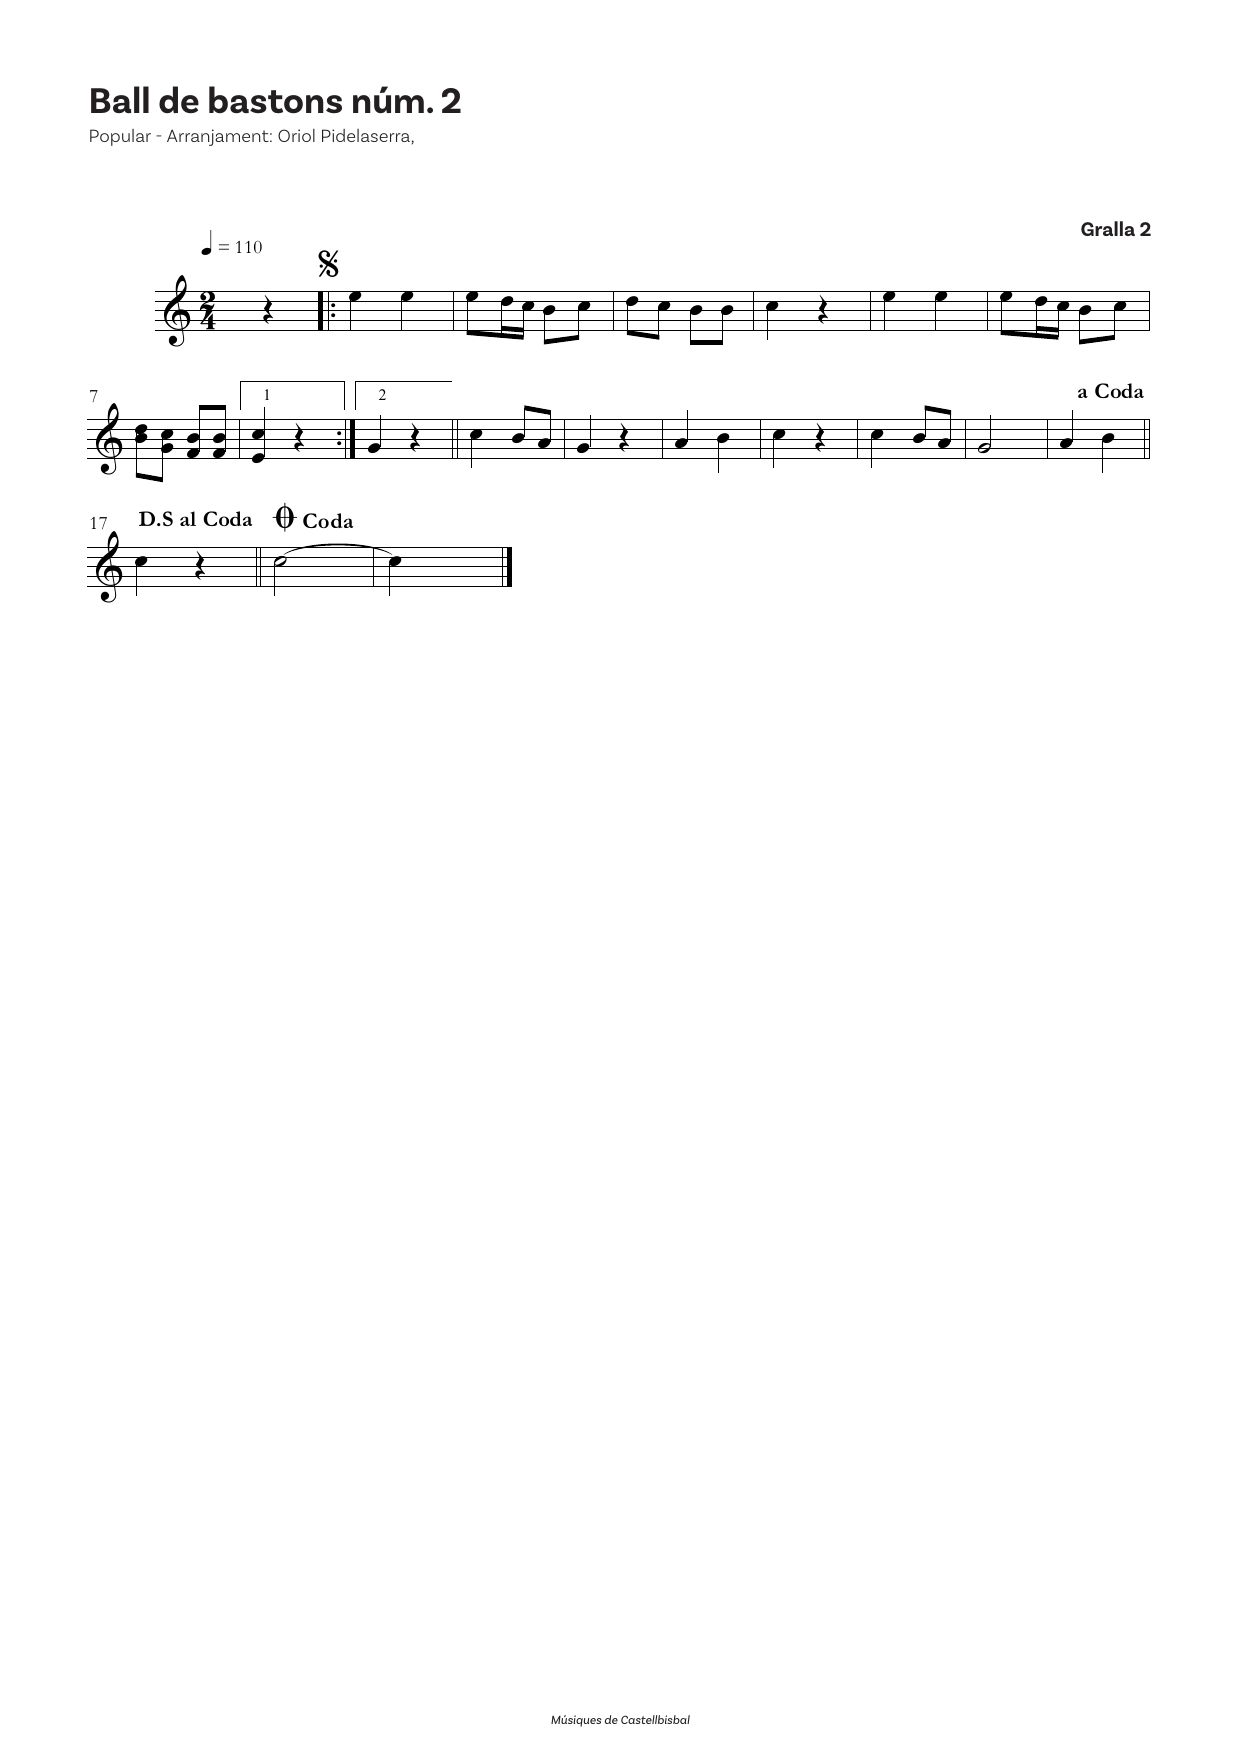 Ball de bastons núm. 2
Popular - Arranjament: Oriol Pidelaserra,
Gralla 2
= 110
2
4
7
1
2
a Coda
17
D.S al Coda
Coda
Músiques de Castellbisbal